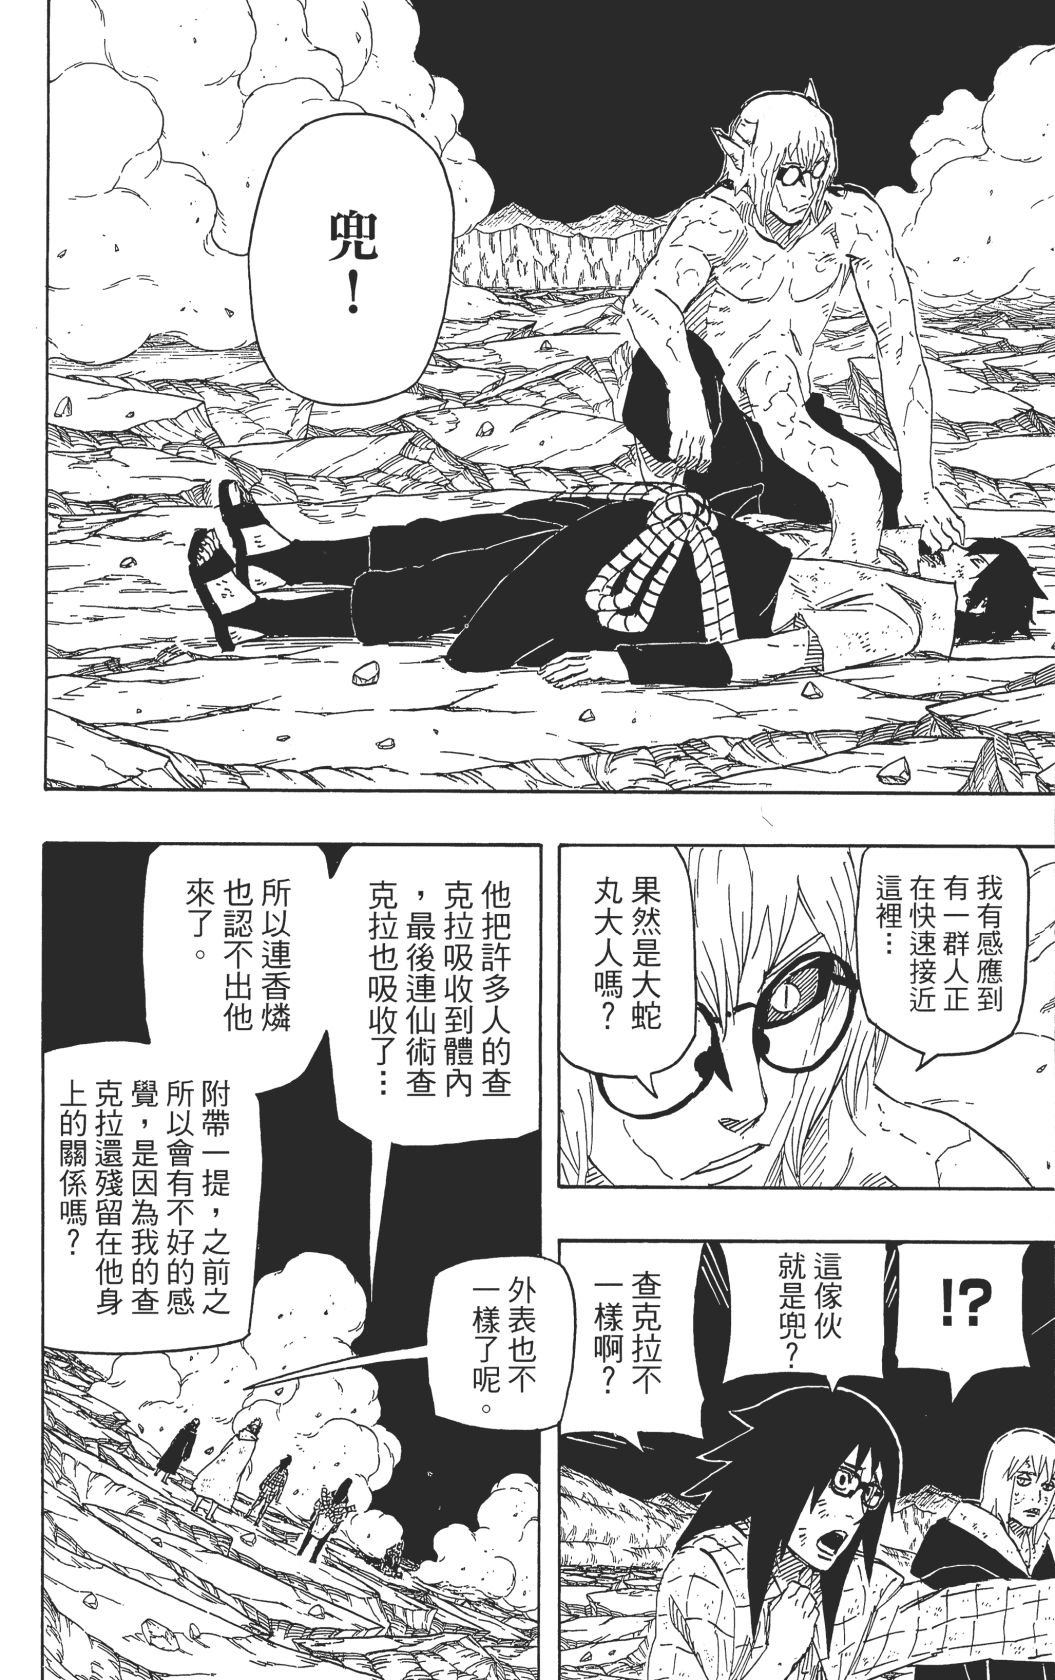 兜！
我有感應到
有一群人正
在快速接近
這裡…
果然是大蛇
丸大人嗎？
!?
這傢伙
就是兜？
查克拉不
一樣啊？
外表也不
一樣了呢。
他把許多人的查
克拉吸收到體內
，最後連仙術查
克拉也吸收了…
所以連香燐
也認不出他
來了。
附帶一提，之前之
所以會有不好的感
覺，是因為我的查
克拉還殘留在他身
上的關係嗎？